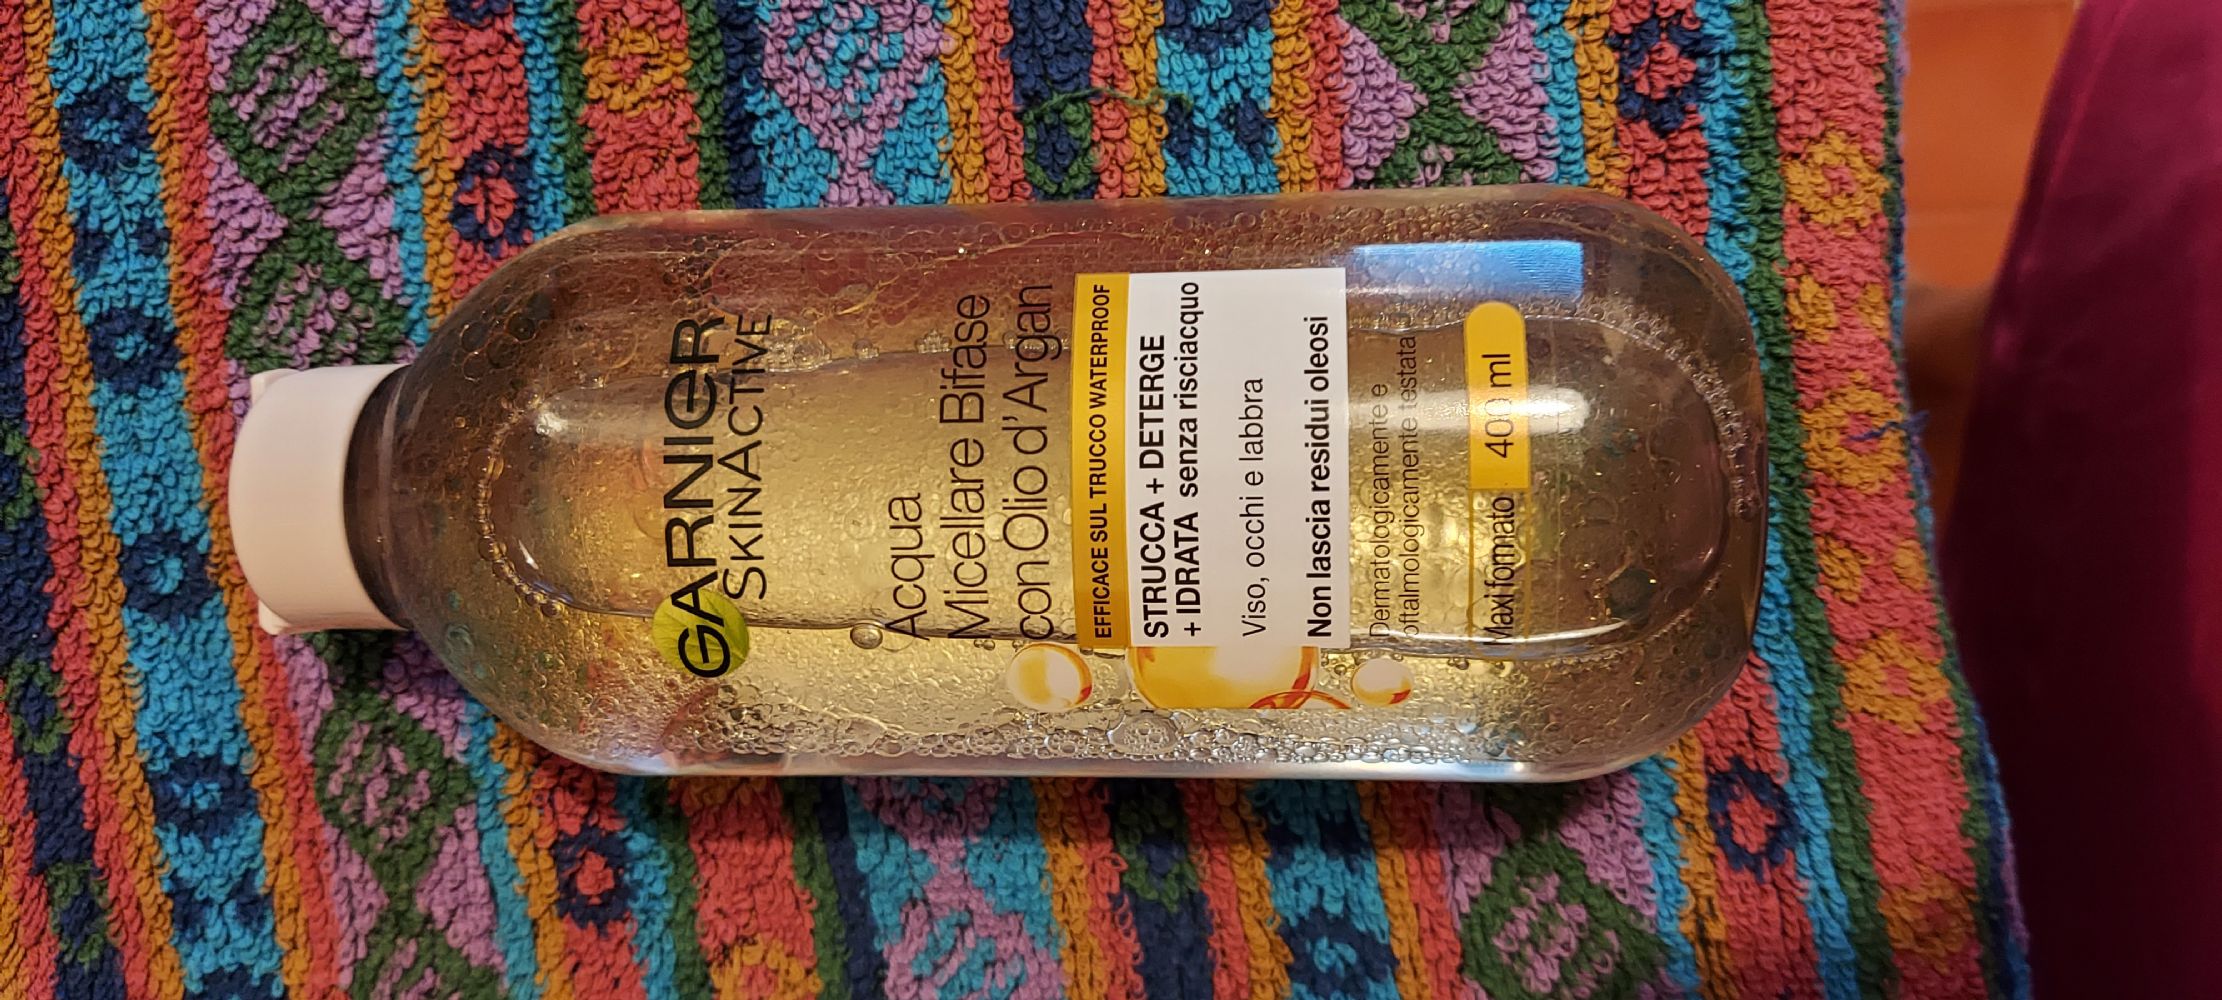 GARNIER
SKINACTIVE
Acqua
Micellare Bifase
con Olio d'Argan
EFFICACE SUL TRUCCO WATERPROOF
STRUCCA + DETERGE
+ IDRATA senza risciacquo
Viso, occhi e labbra
Non lascia residui oleosi
Dermatologicamente e
oftalmologicamente testata
Maxi formato 400 ml